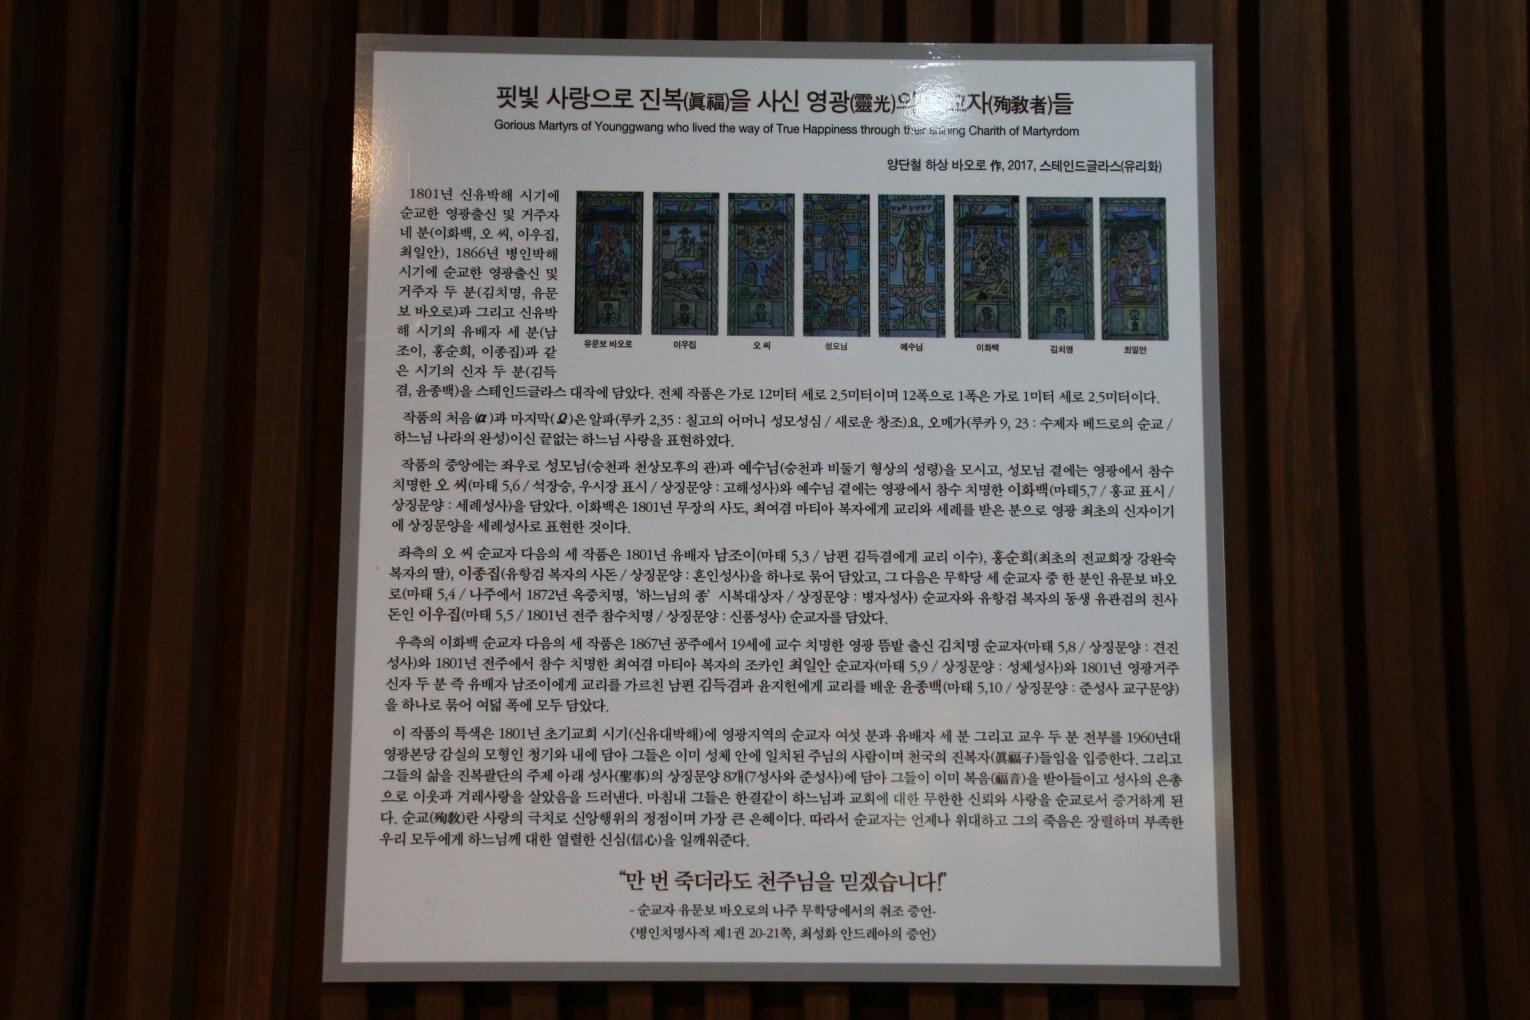 핏빛 사랑으로 진복(眞福)을 사신 영광(靈光)의 교자(殉敎者)들
Gorious Martyrs of Younggwang who lived the way of True Happiness through their shining Charith of Martyrdom
양단철 하상 바오로 作, 2017, 스테인드글라스(유리화)
1801년 신유박해 시기에
순교한 영광출신 및 거주자
네 분(이화백, 오 씨, 이우집,
최일안), 1866년 병인박해
시기에 순교한 영광출신 및
거주자 두 분(김치명, 유문
보 바오로)과 그리고 신유박
해 시기의 유배자 세 분(남
조이, 홍순희, 이종집)과 같
은 시기의 신자 두 분(김득
겸, 윤종백)을 스테인드글라스 대작에 담았다. 전체 작품은 가로 12미터 세로 2.5미터이며 12폭으로 1폭은 가로 1미터 세로 2.5미터이다.
유문보 바오로
이우집
오 씨
성모님
예수님
이화백
김치명
최일안
작품의 처음(α)과 마지막(Ω)은 알파(루카 2,35 : 칠고의 어머니 성모성심 / 새로운 창조)요, 오메가(루카 9, 23 : 수제자 베드로의 순교 /
하느님 나라의 완성)이신 끝없는 하느님 사랑을 표현하였다.
작품의 중앙에는 좌우로 성모님(승천과 천상모후의 관)과 예수님(승천과 비둘기 형상의 성령)을 모시고, 성모님 곁에는 영광에서 참수
치명한 오 씨(마태 5,6 / 석장승, 우시장 표시 / 상징문양 : 고해성사)와 예수님 곁에는 영광에서 참수 치명한 이화백(마태5,7 / 홍교 표시 /
상징문양 : 세례성사)을 담았다. 이화백은 1801년 무장의 사도, 최여겸 마티아 복자에게 교리와 세례를 받은 분으로 영광 최초의 신자이기
에 상징문양을 세례성사로 표현한 것이다.
좌측의 오 씨 순교자 다음의 세 작품은 1801년 유배자 남조이(마태 5,3 / 남편 김득겸에게 교리 이수), 홍순희(최초의 전교회장 강완숙
복자의 딸), 이종집(유항검 복자의 사돈 / 상징문양 : 혼인성사)을 하나로 묶어 담았고, 그 다음은 무학당 세 순교자 중 한 분인 유문보 바오
로(마태 5,4 / 나주에서 1872년 옥중치명, ‘하느님의 종’ 시복대상자 / 상징문양 : 병자성사) 순교자와 유항검 복자의 동생 유관검의 친사
돈인 이우집(마태 5,5 / 1801년 전주 참수치명 / 상징문양 : 신품성사) 순교자를 담았다.
우측의 이화백 순교자 다음의 세 작품은 1867년 공주에서 19세에 교수 치명한 영광 뜸밭 출신 김치명 순교자(마태 5,8 / 상징문양 : 견진
성사)와 1801년 전주에서 참수 치명한 최여겸 마티아 복자의 조카인 최일안 순교자(마태 5,9 / 상징문양 : 성체성사)와 1801년 영광거주
신자 두 분 즉 유배자 남조이에게 교리를 가르친 남편 김득겸과 윤지헌에게 교리를 배운 윤종백(마태 5,10 / 상징문양 : 준성사 교구문양)
을 하나로 묶어 여덟 폭에 모두 담았다.
이 작품의 특색은 1801년 초기교회 시기(신유대박해)에 영광지역의 순교자 여섯 분과 유배자 세 분 그리고 교우 두 분 전부를 1960년대
영광본당 감실의 모형인 청기와 내에 담아 그들은 이미 성체 안에 일치된 주님의 사람이며 천국의 진복자(眞福子)들임을 입증한다. 그리고
그들의 삶을 진복팔단의 주제 아래 성사(聖事)의 상징문양 8개(7성사와 준성사)에 담아 그들이 이미 복음(福音)을 받아들이고 성사의 은총
으로 이웃과 겨레사랑을 살았음을 드러낸다. 마침내 그들은 한결같이 하느님과 교회에 대한 무한한 신뢰와 사랑을 순교로서 증거하게 된
다. 순교(殉敎)란 사랑의 극치로 신앙행위의 정점이며 가장 큰 은혜이다. 따라서 순교자는 언제나 위대하고 그의 죽음은 장렬하며 부족한
우리 모두에게 하느님께 대한 열렬한 신심(信心)을 일깨워준다.
“만 번 죽더라도 천주님을 믿겠습니다!”
- 순교자 유문보 바오로의 나주 무학당에서의 취조 증언-
〈병인치명사적 제1권 20-21쪽, 최성화 안드레아의 증언〉